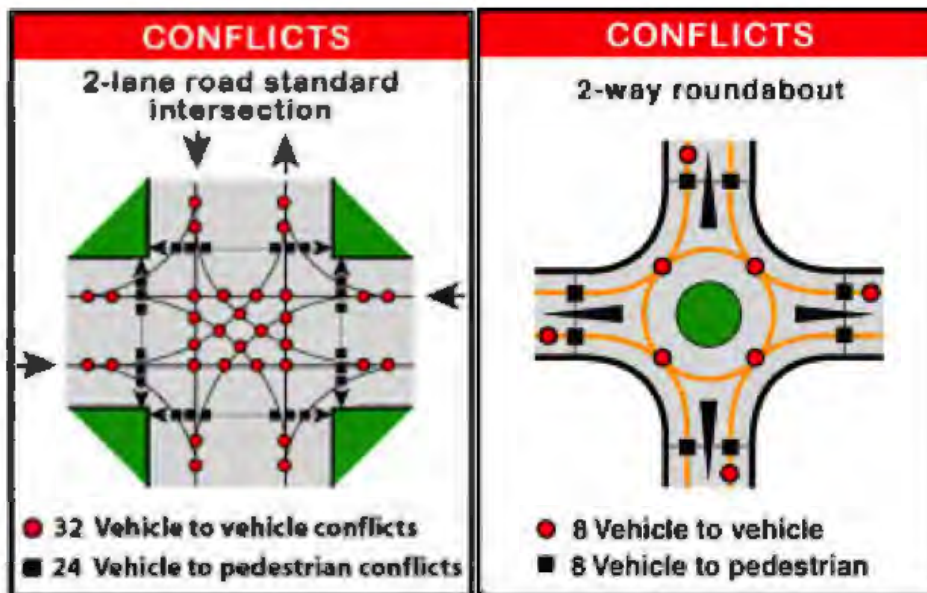 CONFLICTS
2-lane road standard
intersection
32 Vehicle to vehicle conflicts
24 Vehicle to pedestrian conflicts
CONFLICTS
2-way roundabout
8 Vehicle to vehicle
8 Vehicle to pedestrian